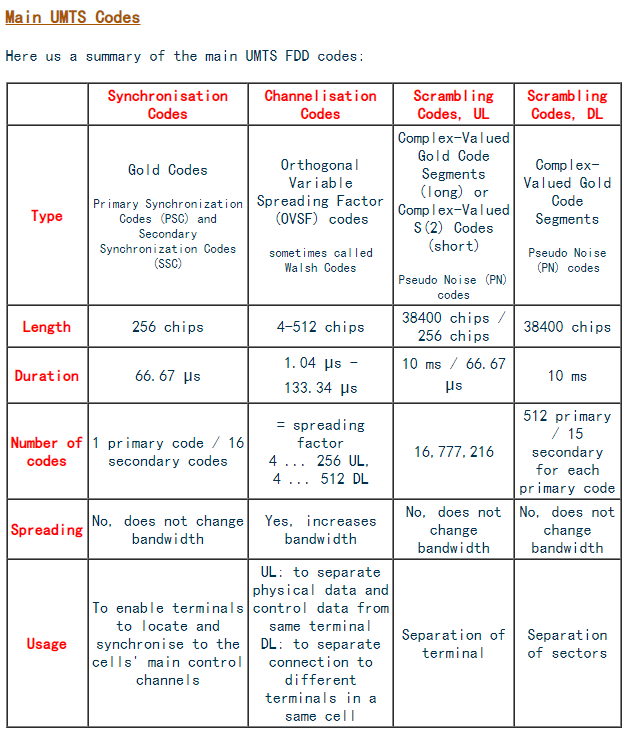 Main UMTS Codes
Here us a summary of the main UMTS FDD codes:
Synchronisation
Codes
Channelisation
Codes
Scrambling
Codes, UL
Scrambling
Codes, DL
Type
Gold Codes
Primary Synchronization
Codes (PSC) and
Secondary
Synchronization Codes
(SSC)
Orthogonal
Variable
Spreading Factor
(OVSF) codes
sometimes called
Walsh Codes
Complex-Valued
Gold Code
Segments
(long) or
Complex-Valued
S(2) Codes
(short)
Pseudo Noise (PN)
codes
Complex-
Valued Gold
Code
Segments
Pseudo Noise
(PN) codes
Length
256 chips
4-512 chips
38400 chips /
256 chips
38400 chips
Duration
66.67 µs
1.04 µs -
133.34 µs
10 ms / 66.67
µs
10 ms
Number of
codes
1 primary code / 16
secondary codes
= spreading
factor
4 ... 256 UL,
4 ... 512 DL
16,777,216
512 primary
/ 15
secondary
for each
primary code
Spreading
No, does not change
bandwidth
Yes, increases
bandwidth
No, does not
change
bandwidth
No, does not
change
bandwidth
Usage
To enable terminals
to locate and
synchronise to the
cells' main control
channels
UL: to separate
physical data and
control data from
same terminal
DL: to separate
connection to
different
terminals in a
same cell
Separation of
terminal
Separation
of sectors